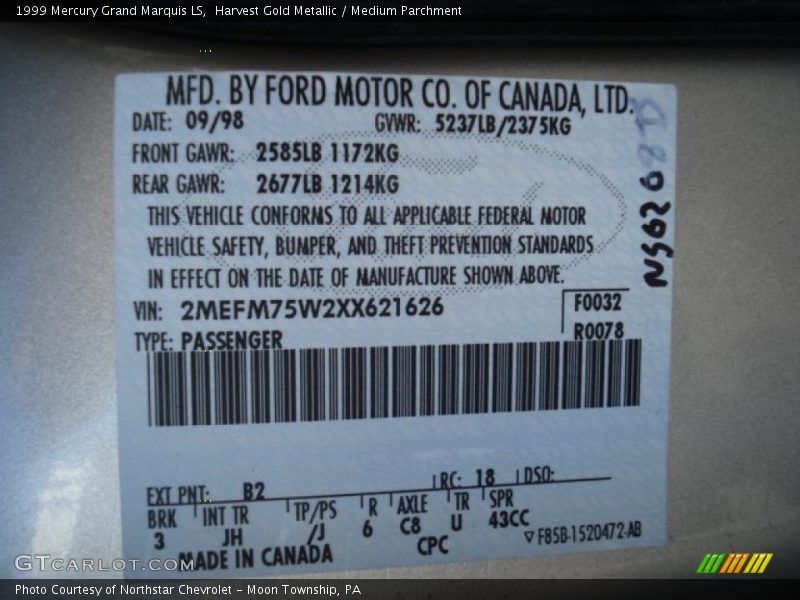 1999 Mercury Grand Marquis LS, Harvest Gold Metallic / Medium Parchment
MFD. BY FORD MOTOR CO. OF CANADA, LTD.
DATE: 09/98 GVWR: 5237LB/2375KG
FRONT GAWR: 2585LB 1172KG
REAR GAWR: 2677LB 1214KG
THIS VEHICLE CONFORMS TO ALL APPLICABLE FEDERAL MOTOR
VEHICLE SAFETY, BUMPER, AND THEFT PREVENTION STANDARDS
IN EFFECT ON THE DATE OF MANUFACTURE SHOWN ABOVE.
VIN: 2MEFM75W2XX621626 F0032
TYPE: PASSENGER R0078
EXT PNT: B2 RC: 18 DSO:
BRK INT TR TP/PS R AXLE TR SPR
3 JH /J 6 C8 U 43CC
MADE IN CANADA CPC ▽F85B-1520472-AB
GTCarLot.com
Photo Courtesy of Northstar Chevrolet - Moon Township, PA